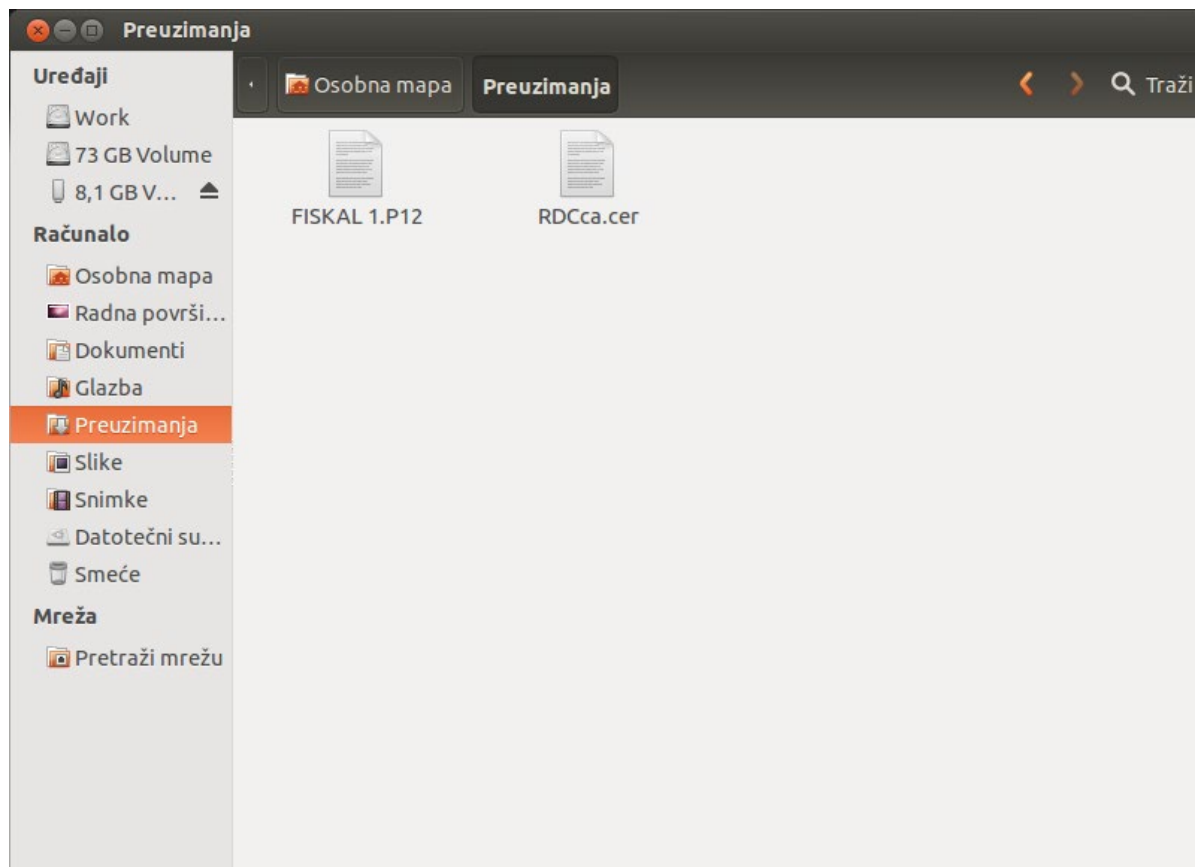 Preuzimanja
Uređaji
Work
73 GB Volume
8,1 GB V...
Računalo
Osobna mapa
Radna površi...
Dokumenti
Glazba
Preuzimanja
Slike
Snimke
Datotečni su...
Smeće
Mreža
Pretraži mrežu
Osobna mapa Preuzimanja Traži
FISKAL 1.P12 RDCca.cer